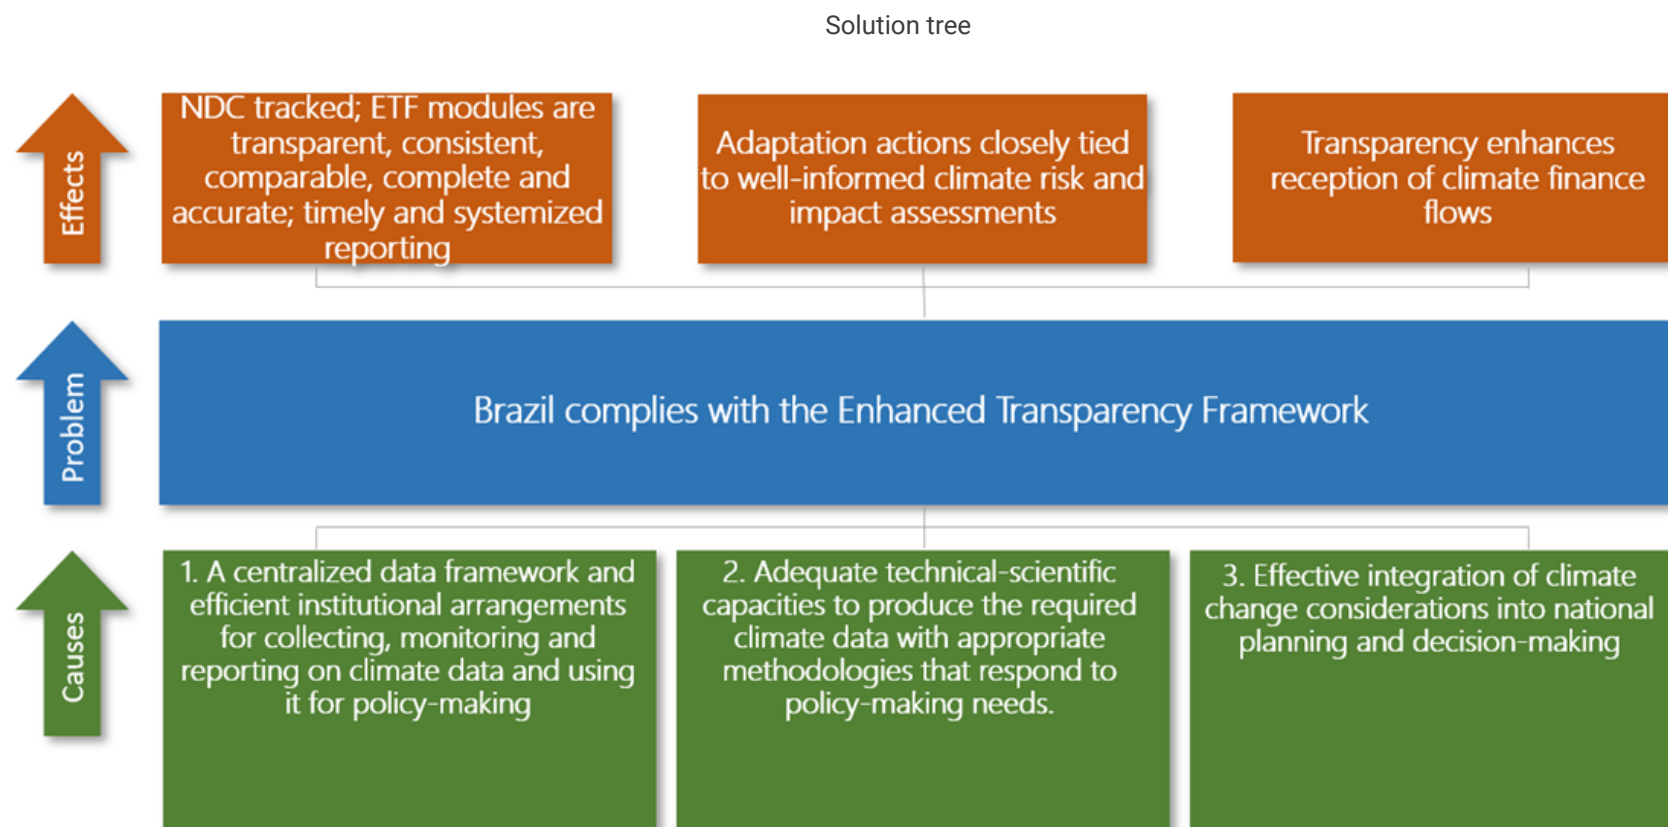 Solution tree
Effects
NDC tracked; ETF modules are
transparent, consistent,
comparable, complete and
accurate; timely and systemized
reporting
Adaptation actions closely tied
to well-informed climate risk and
impact assessments
Transparency enhances
reception of climate finance
flows
Problem
Brazil complies with the Enhanced Transparency Framework
Causes
1. A centralized data framework and
efficient institutional arrangements
for collecting, monitoring and
reporting on climate data and using
it for policy-making
2. Adequate technical-scientific
capacities to produce the required
climate data with appropriate
methodologies that respond to
policy-making needs.
3. Effective integration of climate
change considerations into national
planning and decision-making